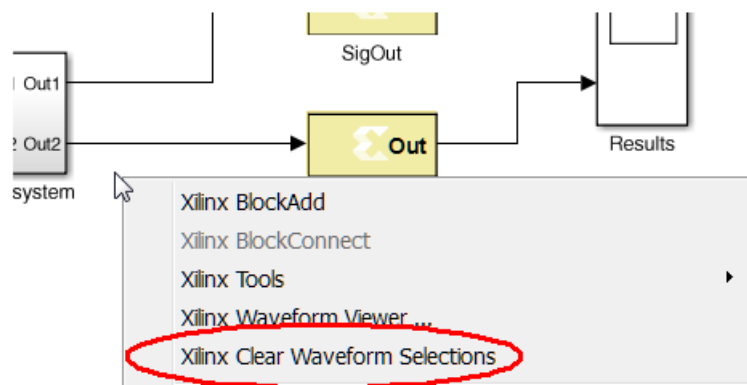 SigOut
1 Out1
2 Out2
Out
system
Results
Xilinx BlockAdd
Xilinx BlockConnect
Xilinx Tools
Xilinx Waveform Viewer ...
Xilinx Clear Waveform Selections